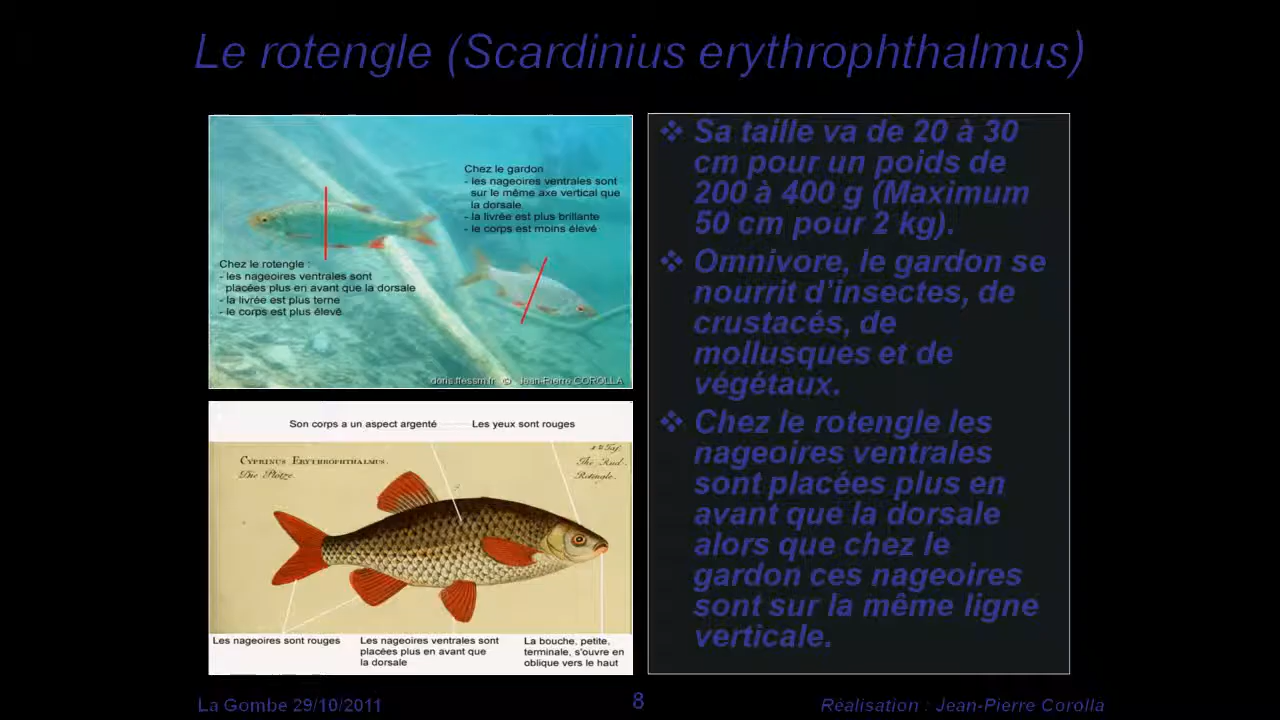 Le rotengle (Scardinius erythrophthalmus)
Chez le gardon
- les nageoires ventrales sont
sur le même axe vertical que
la dorsale.
- la livrée est plus brillante
- le corps est moins élevé
Chez le rotengle :
- les nageoires ventrales sont
placées plus en avant que la dorsale
- la livrée est plus terne
- le corps est plus élevé
doris.ffessm.fr © Jean-Pierre COROLLA
Son corps a un aspect argenté
Les yeux sont rouges
Cyprinus Erythrophthalmus.
The Rud.
Die Plötze.
Rotengle.
Les nageoires sont rouges
Les nageoires ventrales sont
placées plus en avant que
la dorsale
La bouche, petite,
terminale, s'ouvre en
oblique vers le haut
❖ Sa taille va de 20 à 30
cm pour un poids de
200 à 400 g (Maximum
50 cm pour 2 kg).
❖ Omnivore, le gardon se
nourrit d'insectes, de
crustacés, de
mollusques et de
végétaux.
❖ Chez le rotengle les
nageoires ventrales
sont placées plus en
avant que la dorsale
alors que chez le
gardon ces nageoires
sont sur la même ligne
verticale.
La Gombe 29/10/2011
8
Réalisation : Jean-Pierre Corolla